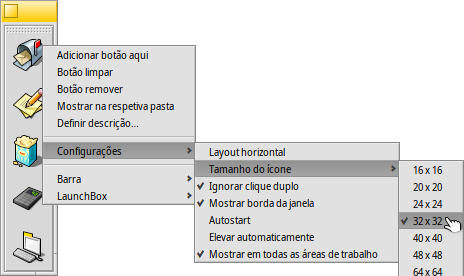 Adicionar botão aqui
Botão limpar
Botão remover
Mostrar na respetiva pasta
Definir descrição...
Configurações
Barra
LaunchBox
Layout horizontal
Tamanho do ícone
Ignorar clique duplo
Mostrar borda da janela
Autostart
Elevar automaticamente
Mostrar em todas as áreas de trabalho
16 x 16
20 x 20
24 x 24
32 x 32
40 x 40
48 x 48
64 x 64